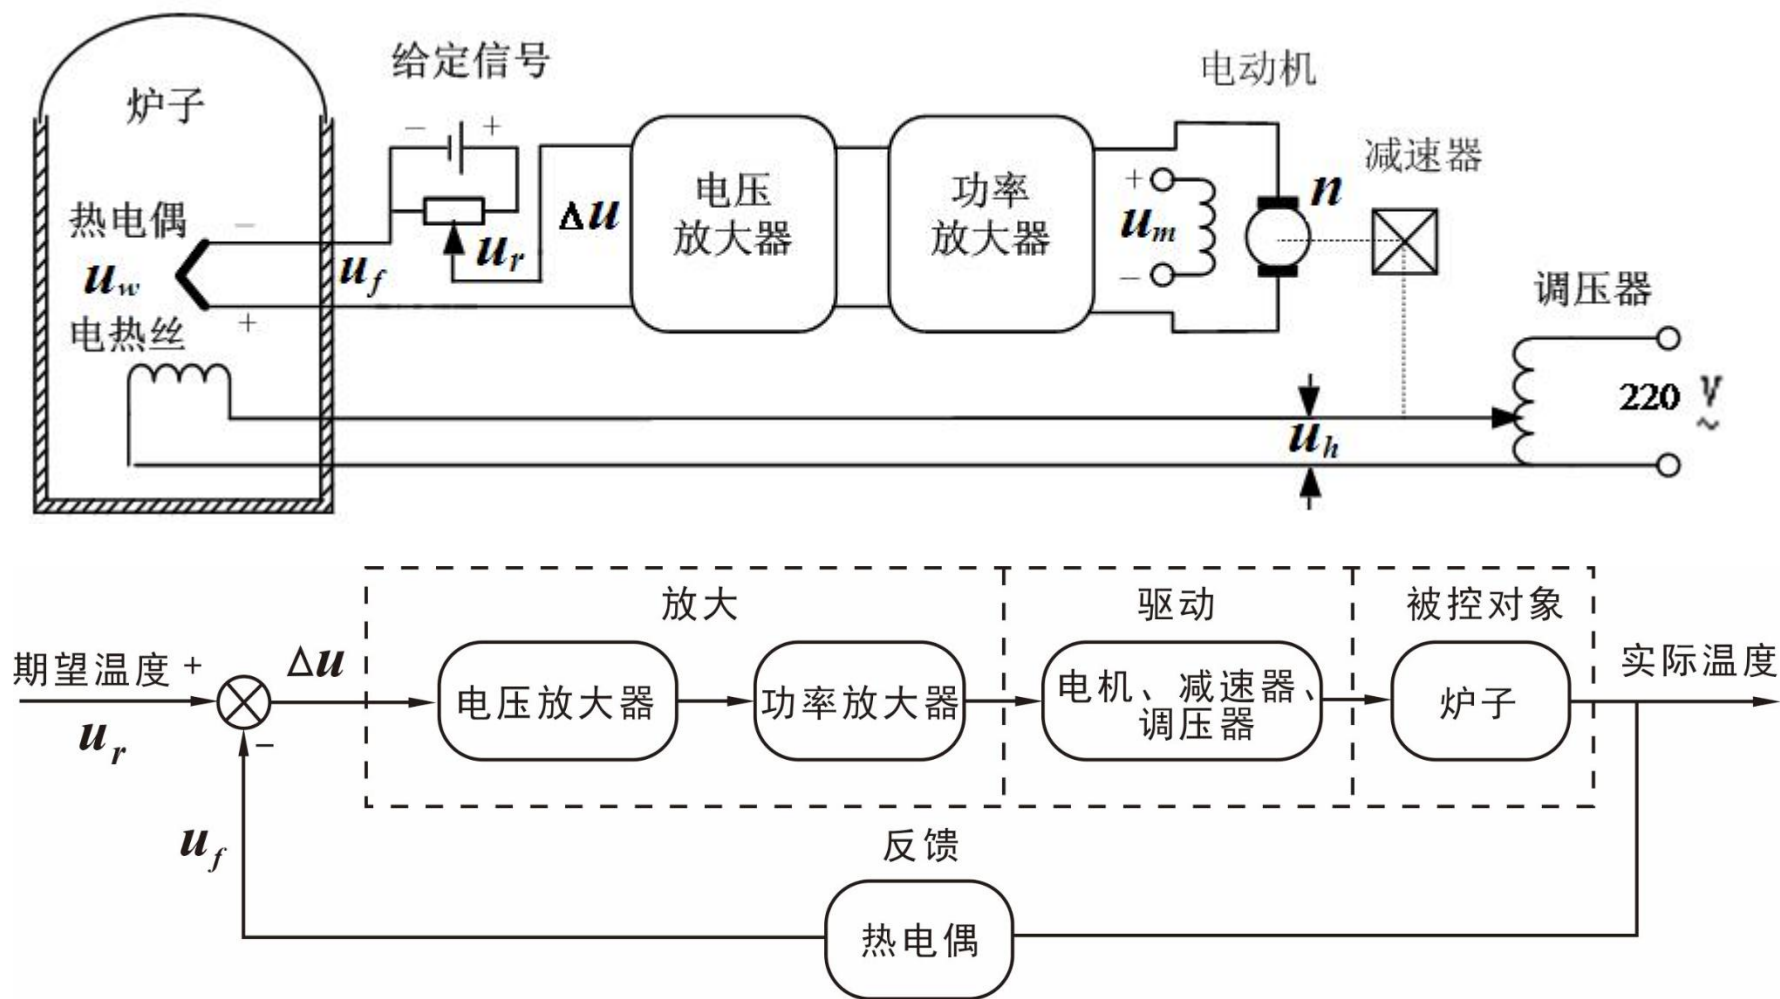 给定信号
电动机
炉子
减速器
- +
热电偶
-
u_w
u_f
u_r
Δu
电压
放大器
功率
放大器
+
u_m
-
n
+
调压器
电热丝
220 V
~
u_h
放大
驱动
被控对象
期望温度 +
Δu
实际温度
电压放大器
功率放大器
电机、减速器、
调压器
炉子
u_r
-
u_f
反馈
热电偶